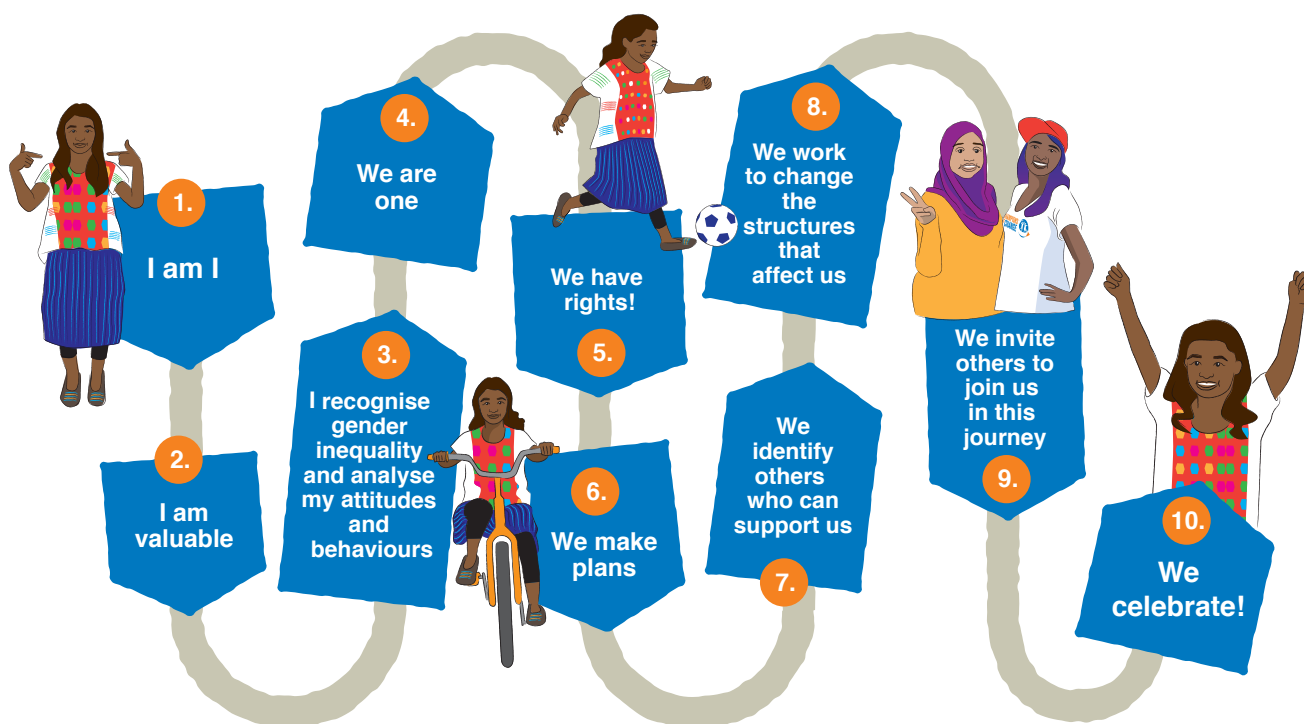 1.
I am I
2.
I am
valuable
3.
I recognise
gender
inequality
and analyse
my attitudes
and
behaviours
4.
We are
one
We have
rights!
5.
6.
We make
plans
We
identify
others
who can
support us
7.
8.
We work
to change
the
structures
that
affect us
We invite
others to
join us
in this
journey
9.
10.
We
celebrate!